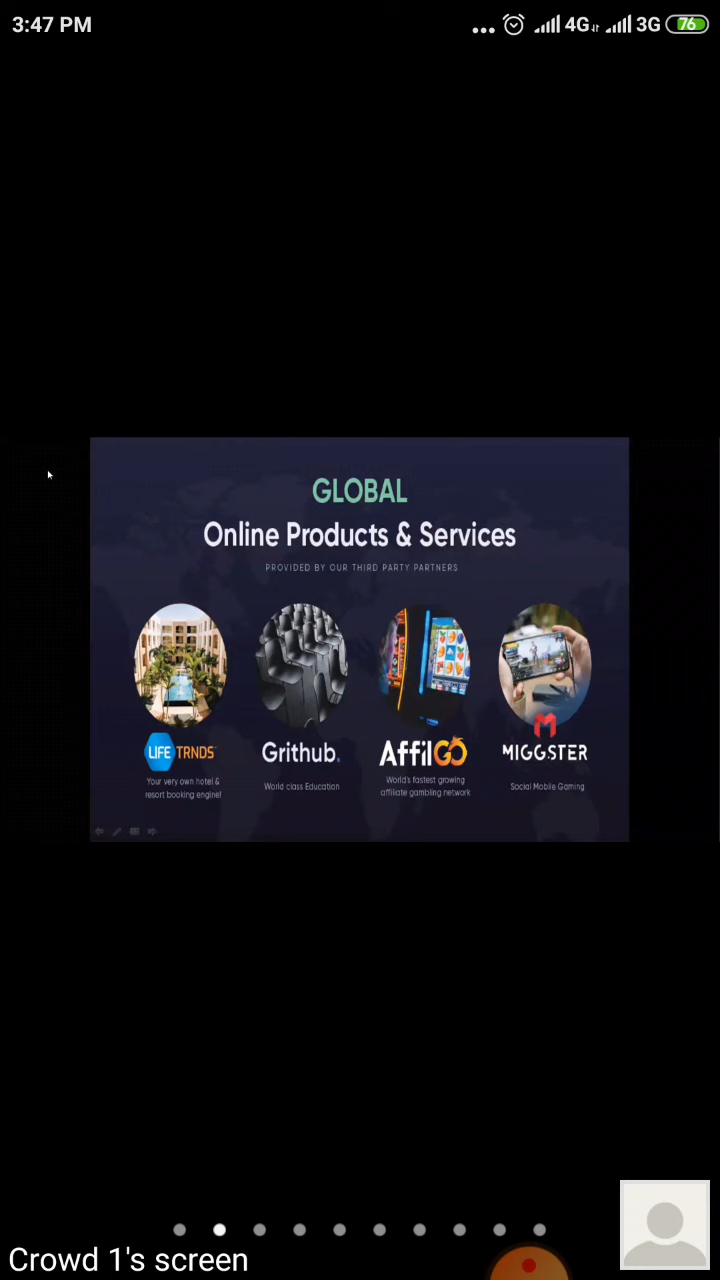 3:47 PM
... 4G 3G 76
GLOBAL
Online Products & Services
PROVIDED BY OUR THIRD PARTY PARTNERS
LIFE TRNDS
Your very own hotel &
resort booking engine!
Grithub.
World class Education
AffilGO
World's fastest growing
affiliate gambling network
MIGGSTER
Social Mobile Gaming
Crowd 1's screen